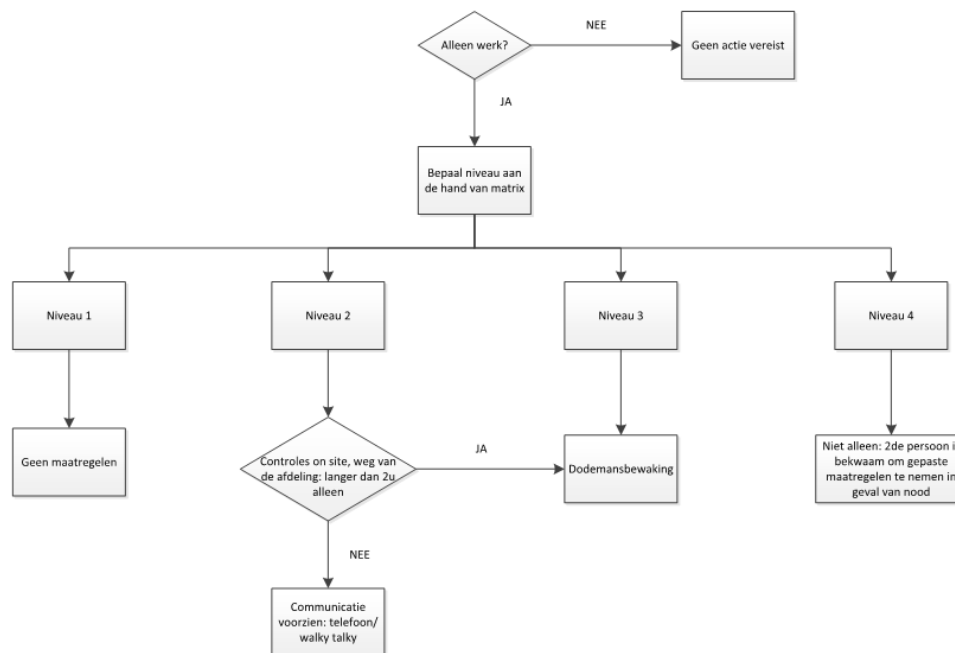 NEE
Alleen werk?
Geen actie vereist
JA
Bepaal niveau aan
de hand van matrix
Niveau 1
Niveau 2
Niveau 3
Niveau 4
Geen maatregelen
Controles on site, weg van
de afdeling: langer dan 2u
alleen
JA
Dodemansbewaking
Niet alleen: 2de persoon i
bekwaam om gepaste
maatregelen te nemen in
geval van nood
NEE
Communicatie
voorzien: telefoon/
walky talky